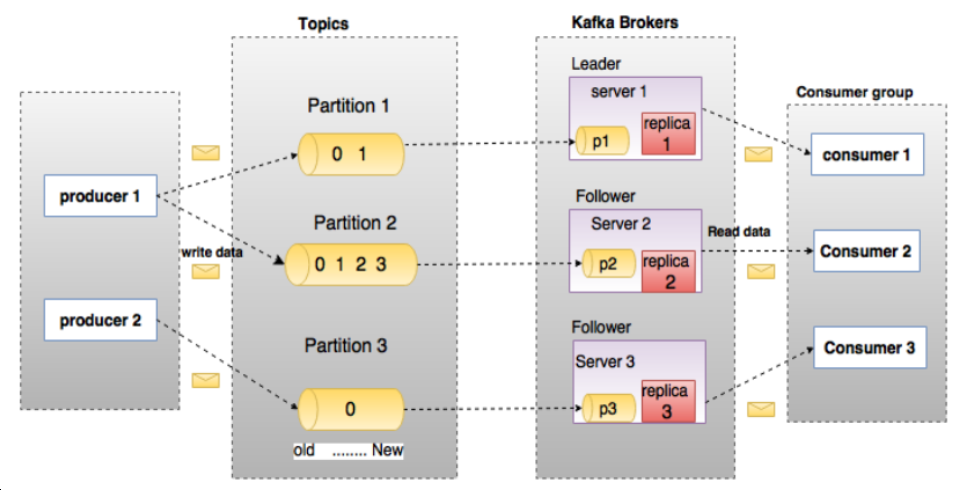 Topics
Kafka Brokers
Leader
server 1
Consumer group
Partition 1
replica
1
p1
0 1
consumer 1
producer 1
Follower
Partition 2
Server 2
Read data
write data
Consumer 2
0 1 2 3
p2
replica
2
producer 2
Follower
Partition 3
Server 3
Consumer 3
replica
3
p3
0
old ........ New